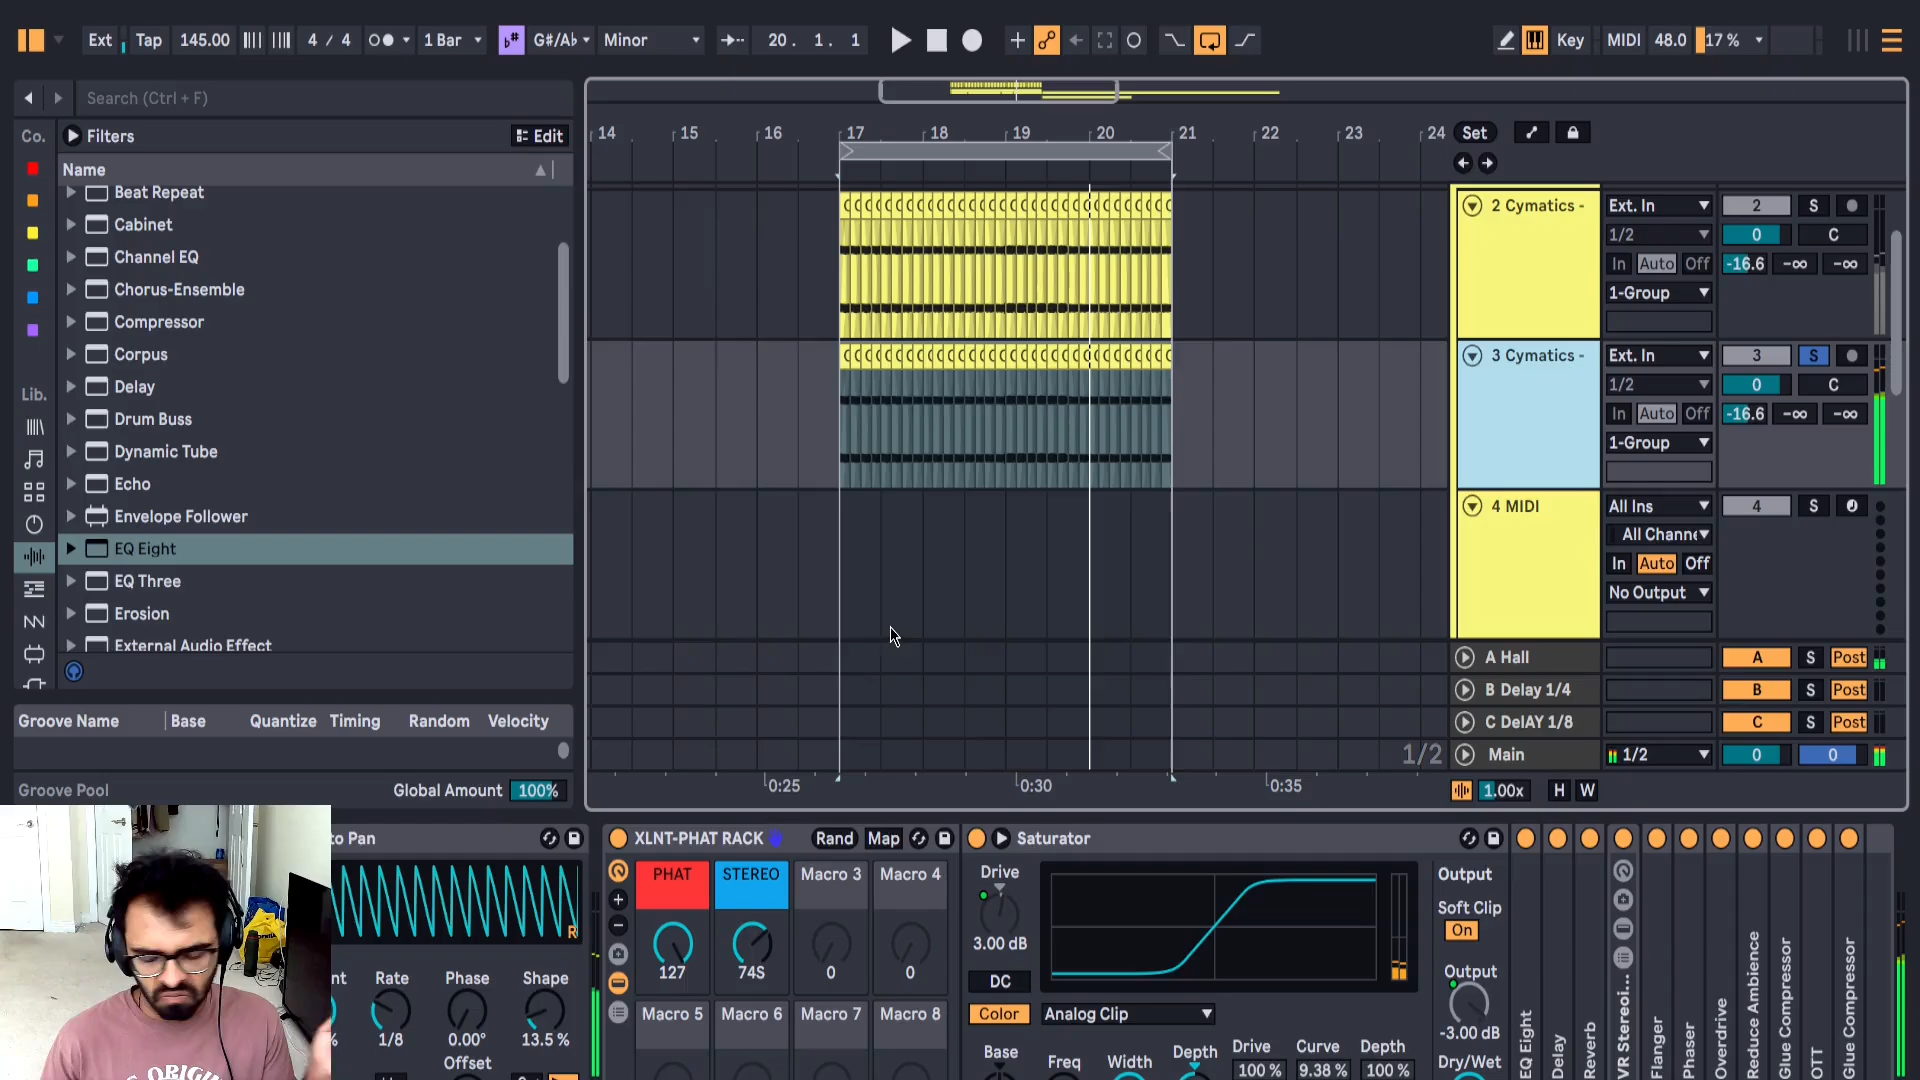 Ext Tap 145.00 4 / 4 1 Bar G#/Ab Minor 20. 1. 1 Key MIDI 48.0 17 %
Search (Ctrl + F)
Co. Filters Edit
Name
Beat Repeat
Cabinet
Channel EQ
Chorus-Ensemble
Compressor
Corpus
Delay
Lib.
Drum Buss
Dynamic Tube
Echo
Envelope Follower
EQ Eight
EQ Three
Erosion
External Audio Effect
Groove Name Base Quantize Timing Random Velocity
Groove Pool Global Amount 100%
14 15 16 17 18 19 20 21 22 23 24 Set
2 Cymatics - Ext. In 2 S
1/2 0 C
In Auto Off -16.6 -∞ -∞
1-Group
3 Cymatics - Ext. In 3 S
1/2 0 C
In Auto Off -16.6 -∞ -∞
1-Group
4 MIDI All Ins 4 S
All Channe
In Auto Off
No Output
A Hall A S Post
B Delay 1/4 B S Post
C DelAY 1/8 C S Post
1/2 Main 1/2 0 0
0:25 0:30 0:35 1.00x H W
to Pan
R
Rate Phase Shape
1/8 0.00° 13.5 %
Offset
XLNT-PHAT RACK Rand Map
PHAT STEREO Macro 3 Macro 4
127 74S 0 0
Macro 5 Macro 6 Macro 7 Macro 8
Saturator
Drive
3.00 dB
DC
Color Analog Clip
Base Freq Width Depth Drive Curve Depth
100 % 9.38 % 100 %
Output
Soft Clip
On
Output
-3.00 dB
Dry/Wet
EQ Eight
Delay
Reverb
VR Stereoi...
Flanger
Phaser
Overdrive
Reduce Ambience
Glue Compressor
OTT
Glue Compressor